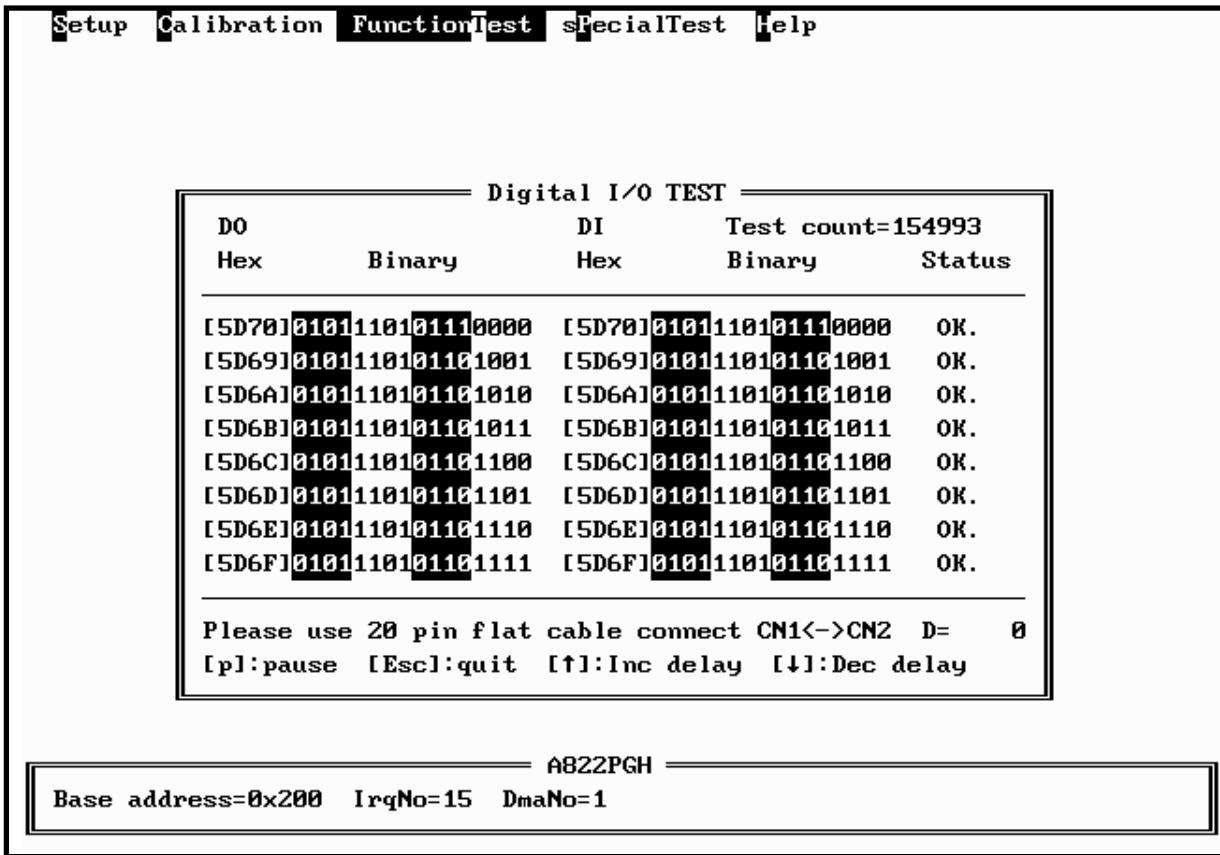 Setup Calibration FunctionTest sPecialTest Help
Digital I/O TEST
DO DI Test count=154993
Hex Binary Hex Binary Status
[5D70]0101110101110000 [5D70]0101110101110000 OK.
[5D69]0101110101101001 [5D69]0101110101101001 OK.
[5D6A]0101110101101010 [5D6A]0101110101101010 OK.
[5D6B]0101110101101011 [5D6B]0101110101101011 OK.
[5D6C]0101110101101100 [5D6C]0101110101101100 OK.
[5D6D]0101110101101101 [5D6D]0101110101101101 OK.
[5D6E]0101110101101110 [5D6E]0101110101101110 OK.
[5D6F]0101110101101111 [5D6F]0101110101101111 OK.
Please use 20 pin flat cable connect CN1<->CN2 D= 0
[p]:pause [Esc]:quit [↑]:Inc delay [↓]:Dec delay
A822PGH
Base address=0x200 IrqNo=15 DmaNo=1